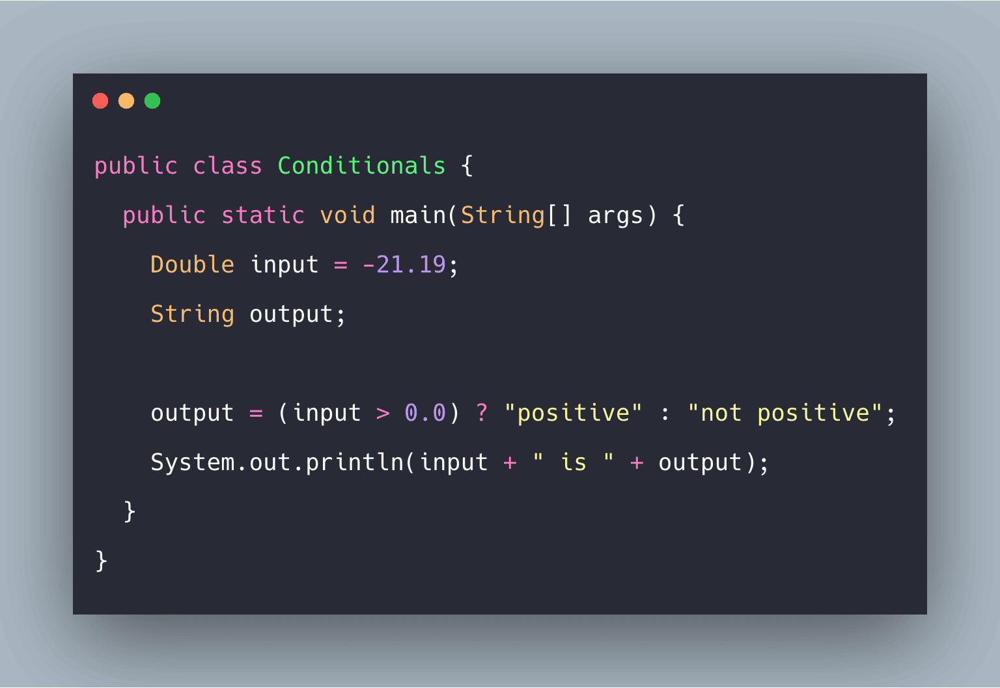 public class Conditionals {
  public static void main(String[] args) {
    Double input = -21.19;
    String output;

    output = (input > 0.0) ? "positive" : "not positive";
    System.out.println(input + " is " + output);
  }
}